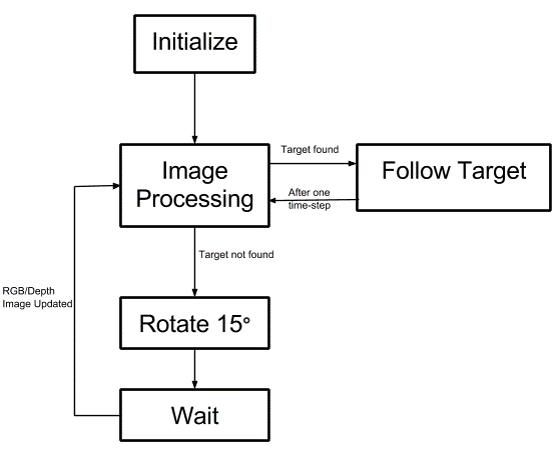 Initialize
Target found
Image
Processing
Follow Target
After one
time-step
Target not found
RGB/Depth
Image Updated
Rotate 15°
Wait